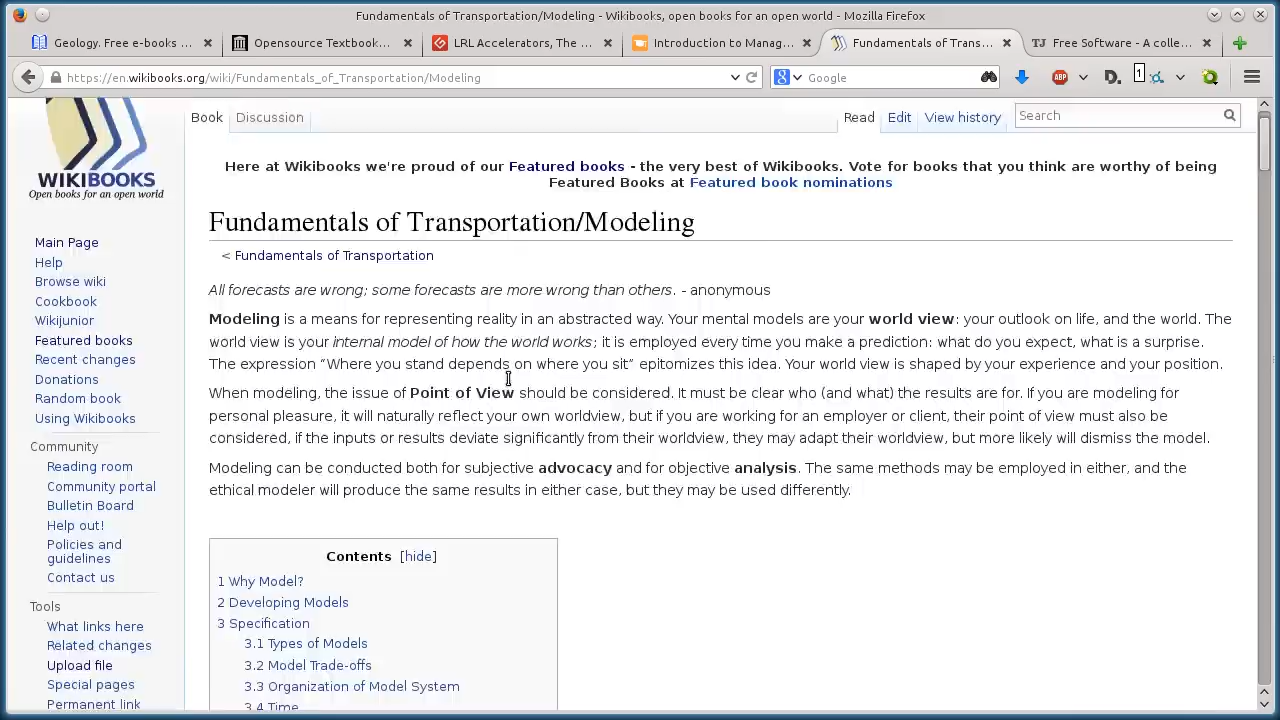 Fundamentals of Transportation/Modeling - Wikibooks, open books for an open world - Mozilla Firefox
Geology. Free e-books ...
Opensource Textbook...
LRL Accelerators, The ...
Introduction to Manag...
Fundamentals of Trans...
TJ Free Software - A colle...
https://en.wikibooks.org/wiki/Fundamentals_of_Transportation/Modeling
8 Google
ABP
D.
1
WIKIBOOKS
Open books for an open world
Main Page
Help
Browse wiki
Cookbook
Wikijunior
Featured books
Recent changes
Donations
Random book
Using Wikibooks
Community
Reading room
Community portal
Bulletin Board
Help out!
Policies and
guidelines
Contact us
Tools
What links here
Related changes
Upload file
Special pages
Permanent link
Book Discussion
Read Edit View history
Search
Here at Wikibooks we're proud of our Featured books - the very best of Wikibooks. Vote for books that you think are worthy of being
Featured Books at Featured book nominations
Fundamentals of Transportation/Modeling
< Fundamentals of Transportation
All forecasts are wrong; some forecasts are more wrong than others. - anonymous
Modeling is a means for representing reality in an abstracted way. Your mental models are your world view: your outlook on life, and the world. The
world view is your internal model of how the world works; it is employed every time you make a prediction: what do you expect, what is a surprise.
The expression “Where you stand depends on where you sit” epitomizes this idea. Your world view is shaped by your experience and your position.
When modeling, the issue of Point of View should be considered. It must be clear who (and what) the results are for. If you are modeling for
personal pleasure, it will naturally reflect your own worldview, but if you are working for an employer or client, their point of view must also be
considered, if the inputs or results deviate significantly from their worldview, they may adapt their worldview, but more likely will dismiss the model.
Modeling can be conducted both for subjective advocacy and for objective analysis. The same methods may be employed in either, and the
ethical modeler will produce the same results in either case, but they may be used differently.
Contents [hide]
1 Why Model?
2 Developing Models
3 Specification
3.1 Types of Models
3.2 Model Trade-offs
3.3 Organization of Model System
3.4 Time